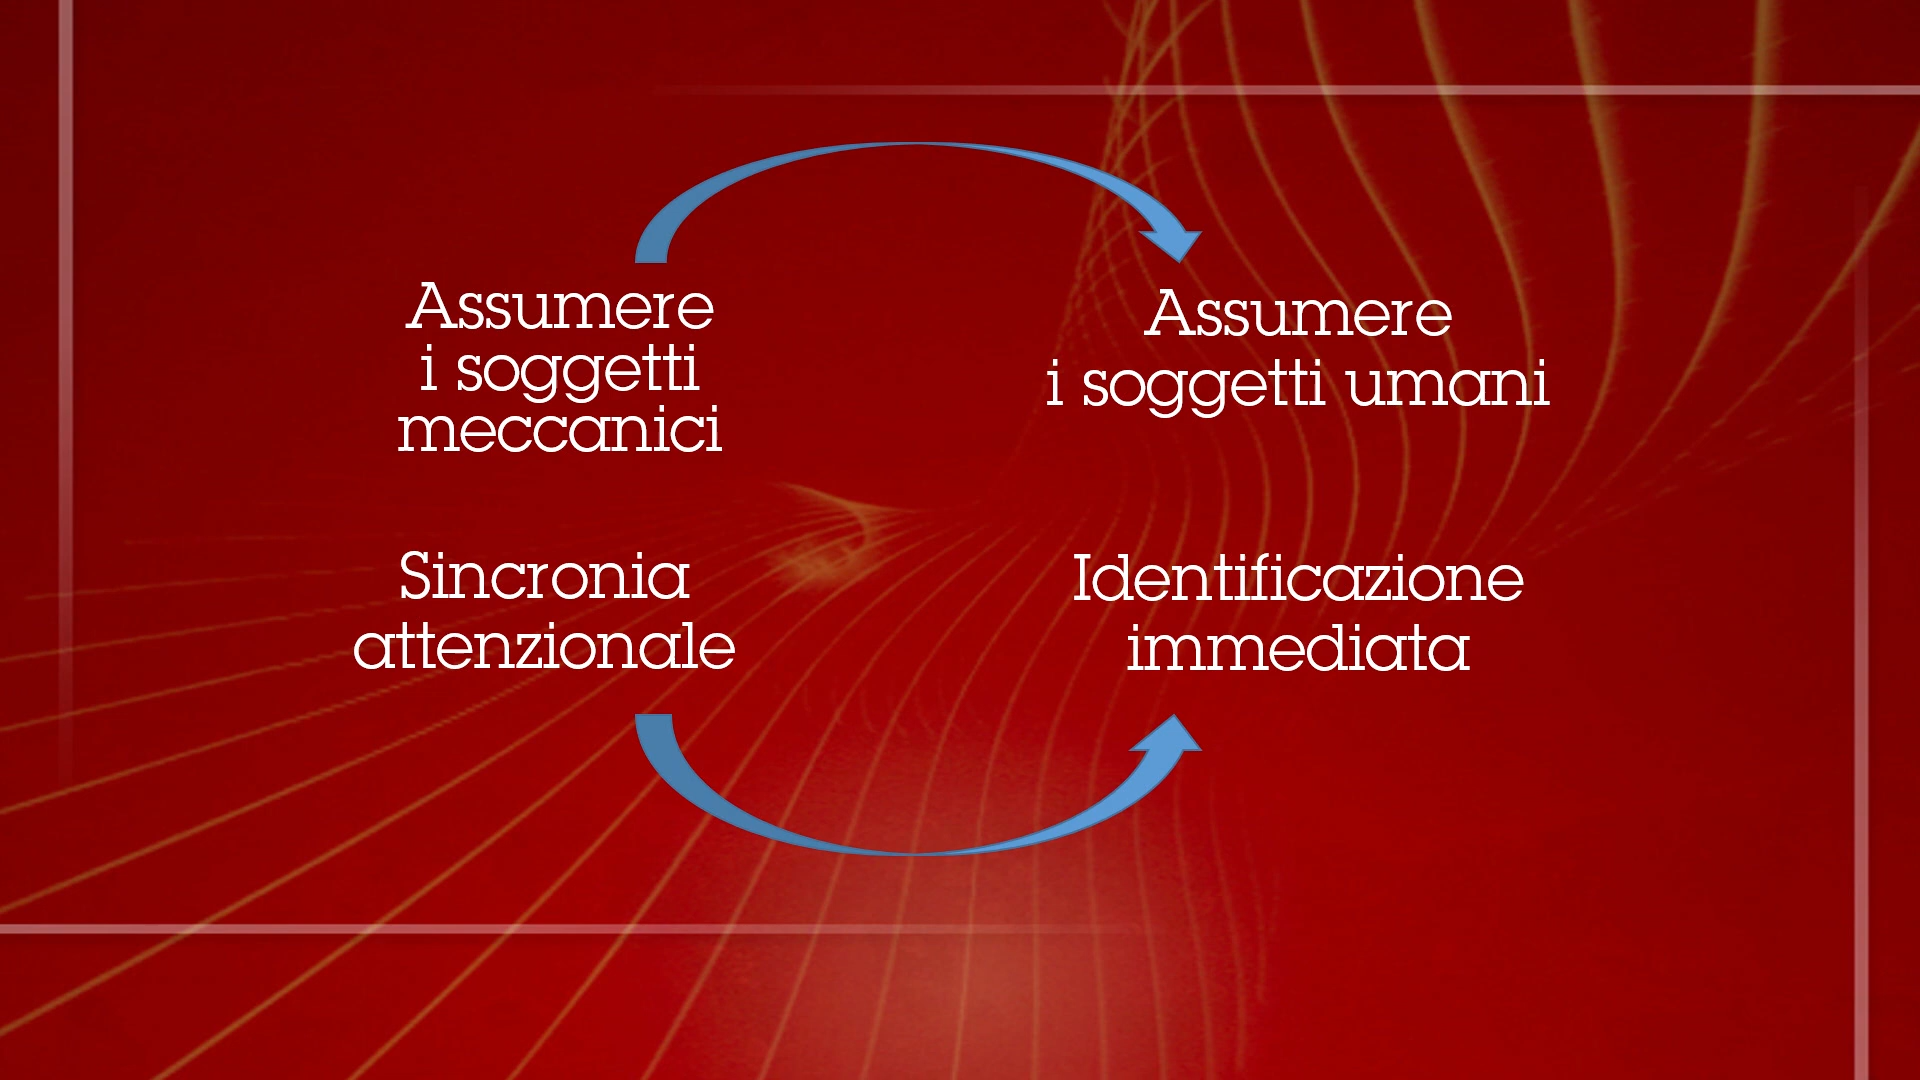 Assumere
i soggetti
meccanici
Assumere
i soggetti umani
Sincronia
attenzionale
Identificazione
immediata